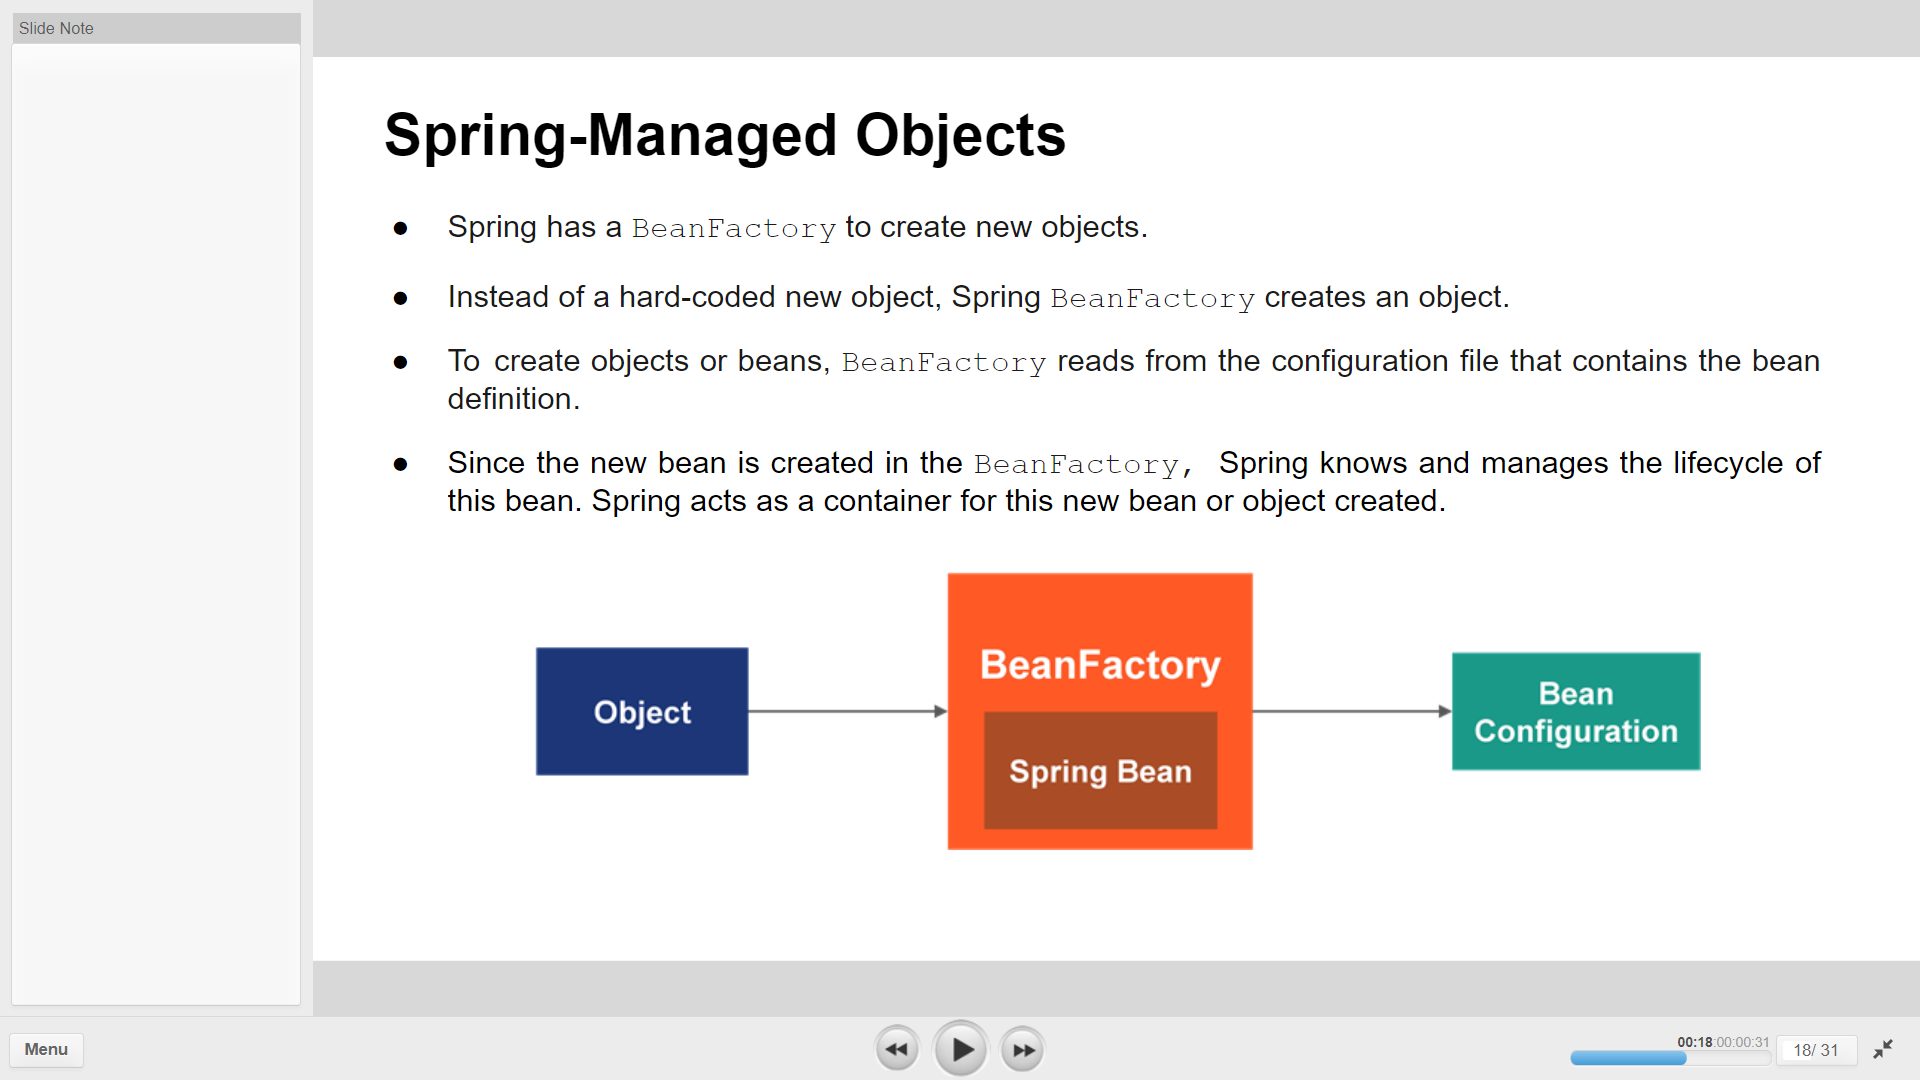 Slide Note
Spring-Managed Objects
● Spring has a BeanFactory to create new objects.
● Instead of a hard-coded new object, Spring BeanFactory creates an object.
● To create objects or beans, BeanFactory reads from the configuration file that contains the bean
definition.
● Since the new bean is created in the BeanFactory, Spring knows and manages the lifecycle of
this bean. Spring acts as a container for this new bean or object created.
Object
BeanFactory
Spring Bean
Bean
Configuration
Menu
00:18:00:00:31
18/ 31